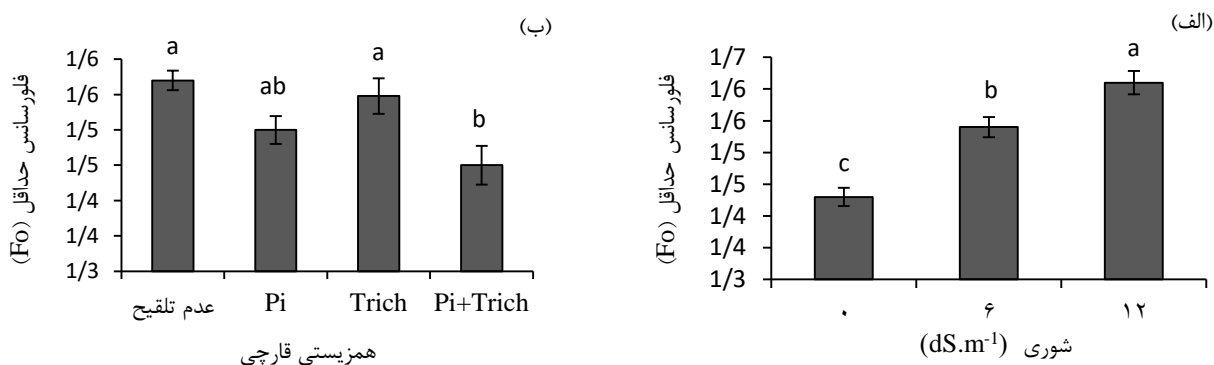 (الف)
فلورسانس حداقل (Fo)
1/7
1/6
1/6
1/5
1/5
1/4
1/4
1/3
c
b
a
۰
۶
۱۲
شوری (dS.m-1)
(ب)
فلورسانس حداقل (Fo)
1/6
1/6
1/5
1/5
1/4
1/4
1/3
a
ab
a
b
عدم تلقیح
Pi
Trich
Pi+Trich
همزیستی قارچی